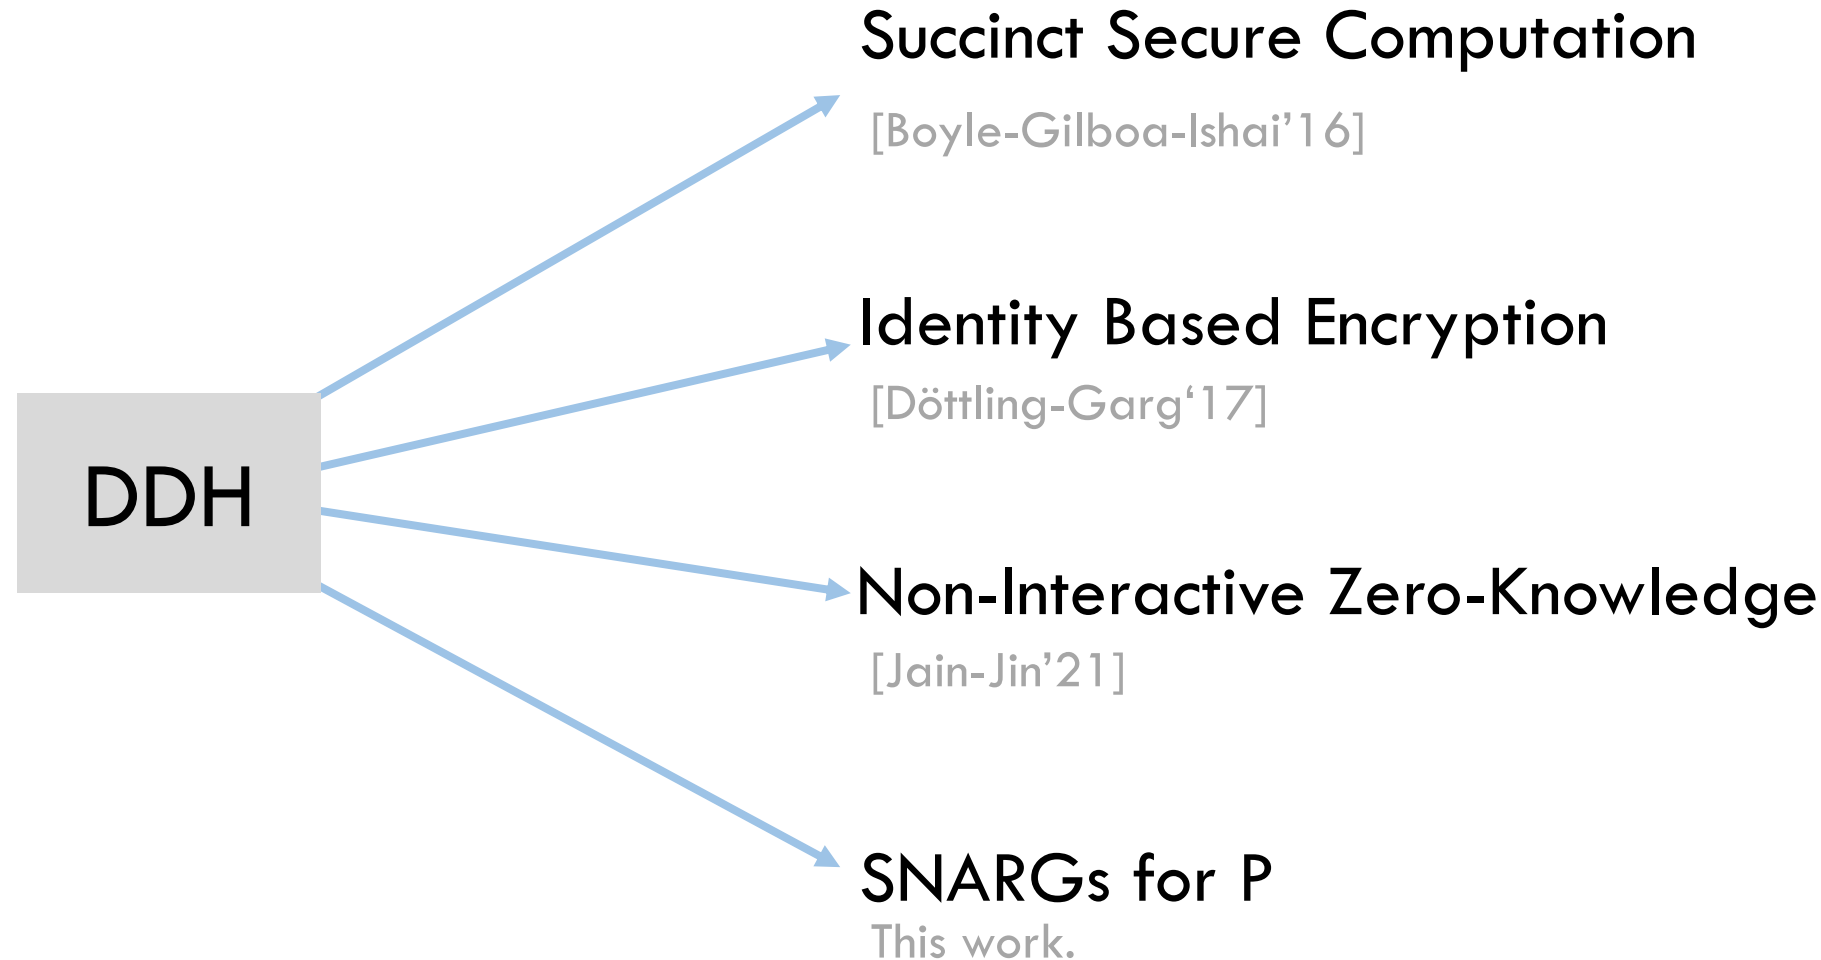 Succinct Secure Computation
[Boyle-Gilboa-Ishai’16]
Identity Based Encryption
[Döttling-Garg‘17]
DDH
Non-Interactive Zero-Knowledge
[Jain-Jin’21]
SNARGs for P
This work.